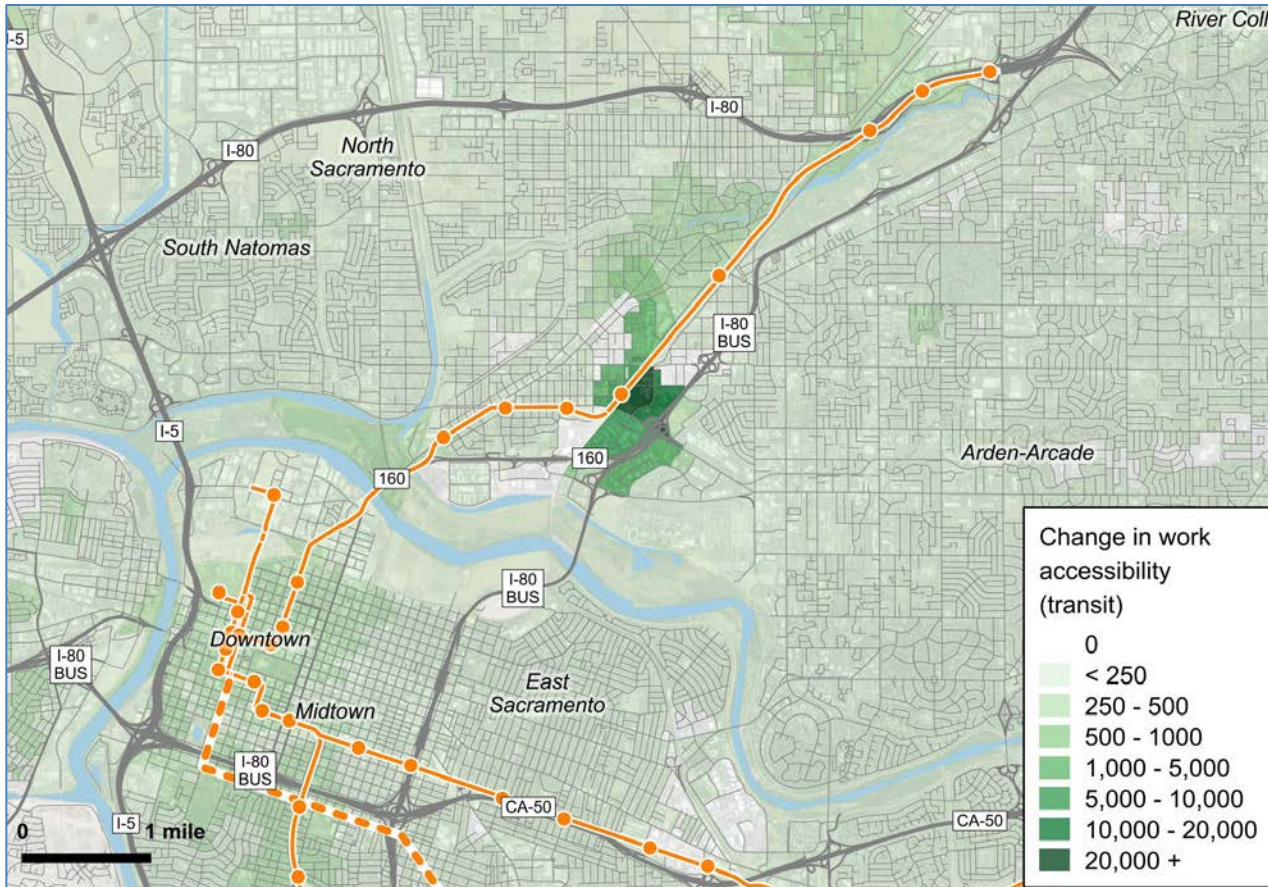 River Coll
I-5
I-80
I-80
North
Sacramento
South Natomas
I-80
BUS
I-5
160
Arden-Arcade
160
I-80
BUS
Downtown
I-80
BUS
East
Sacramento
Midtown
I-80
BUS
CA-50
CA-50
I-5
0
1 mile
Change in work
accessibility
(transit)
0
< 250
250 - 500
500 - 1000
1,000 - 5,000
5,000 - 10,000
10,000 - 20,000
20,000 +